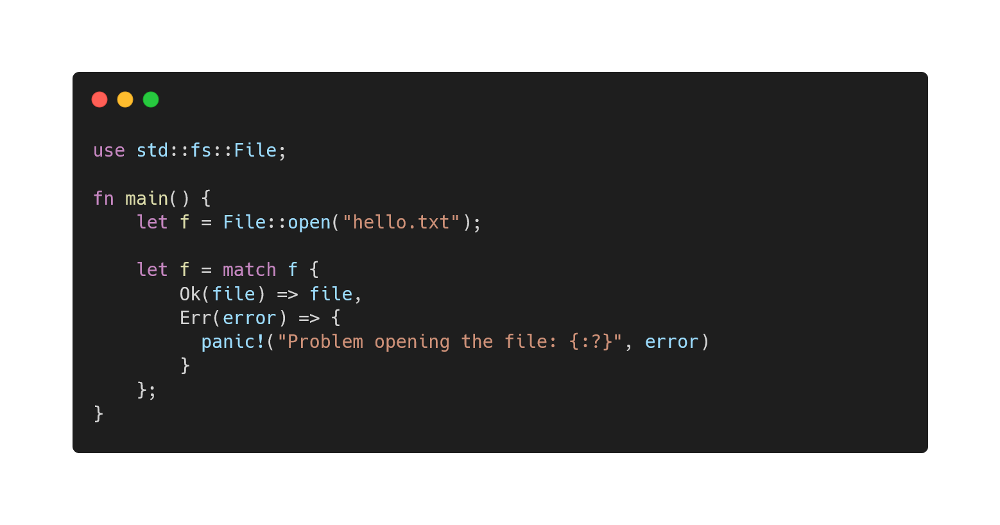 use std::fs::File;

fn main() {
    let f = File::open("hello.txt");

    let f = match f {
        Ok(file) => file,
        Err(error) => {
          panic!("Problem opening the file: {:?}", error)
        }
    };
}